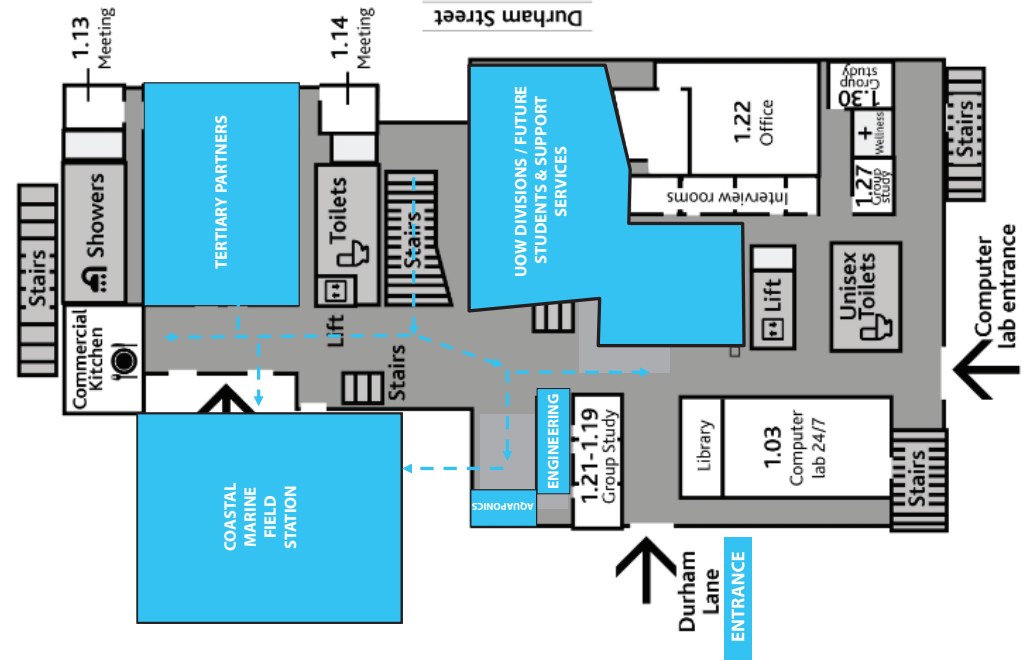 Durham Street
1.13
Meeting
1.14
Meeting
TERTIARY PARTNERS
Showers
Stairs
Toilets
Stairs
UOW DIVISIONS / FUTURE
STUDENTS & SUPPORT
SERVICES
1.22
Office
1.30
Group
study
+
Wellness
1.27
Group
study
Stairs
Interview rooms
Commercial
Kitchen
Lift
Stairs
Lift
Unisex
Toilets
Computer
lab entrance
COASTAL
MARINE
FIELD
STATION
AQUAPONICS
ENGINEERING
1.21-1.19
Group Study
Library
1.03
Computer
lab 24/7
Stairs
Durham
Lane
ENTRANCE